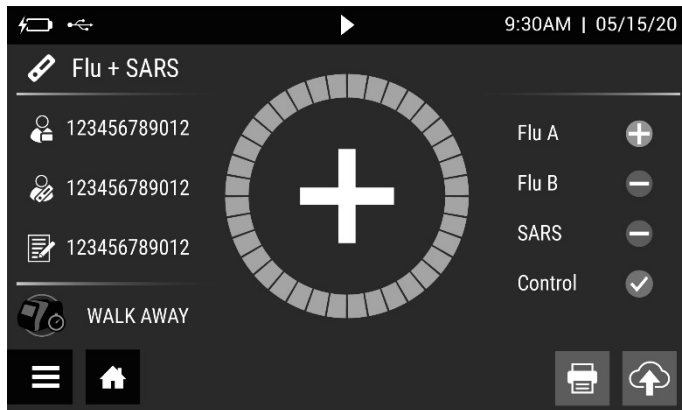 9:30AM | 05/15/20
Flu + SARS
123456789012
123456789012
123456789012
WALK AWAY
Flu A
Flu B
SARS
Control